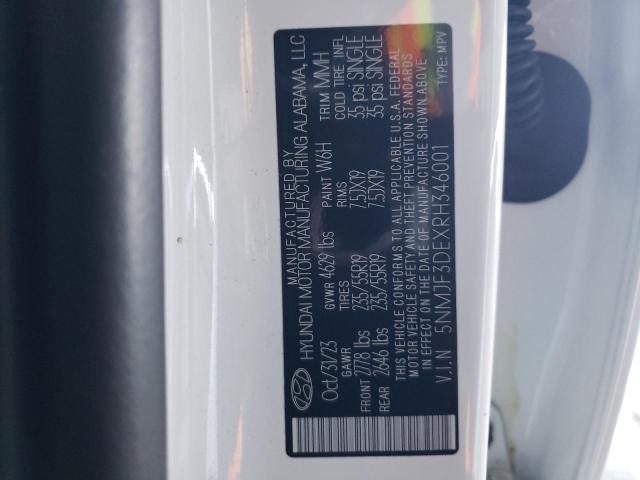 MANUFACTURED BY
HYUNDAI MOTOR MANUFACTURING ALABAMA, LLC
Oct/31/23 GVWR 4629 lbs PAINT W6H TRIM MMH
GAWR TIRES RIMS COLD TIRE INFL
FRONT 2778 lbs 235/55R19 7.5JX19 35 psi SINGLE
REAR 2646 lbs 235/55R19 7.5JX19 35 psi SINGLE
THIS VEHICLE CONFORMS TO ALL APPLICABLE U.S.A. FEDERAL
MOTOR VEHICLE SAFETY AND THEFT PREVENTION STANDARDS
IN EFFECT ON THE DATE OF MANUFACTURE SHOWN ABOVE
V.I.N 5NMJF3DEXRH346001 TYPE: MPV